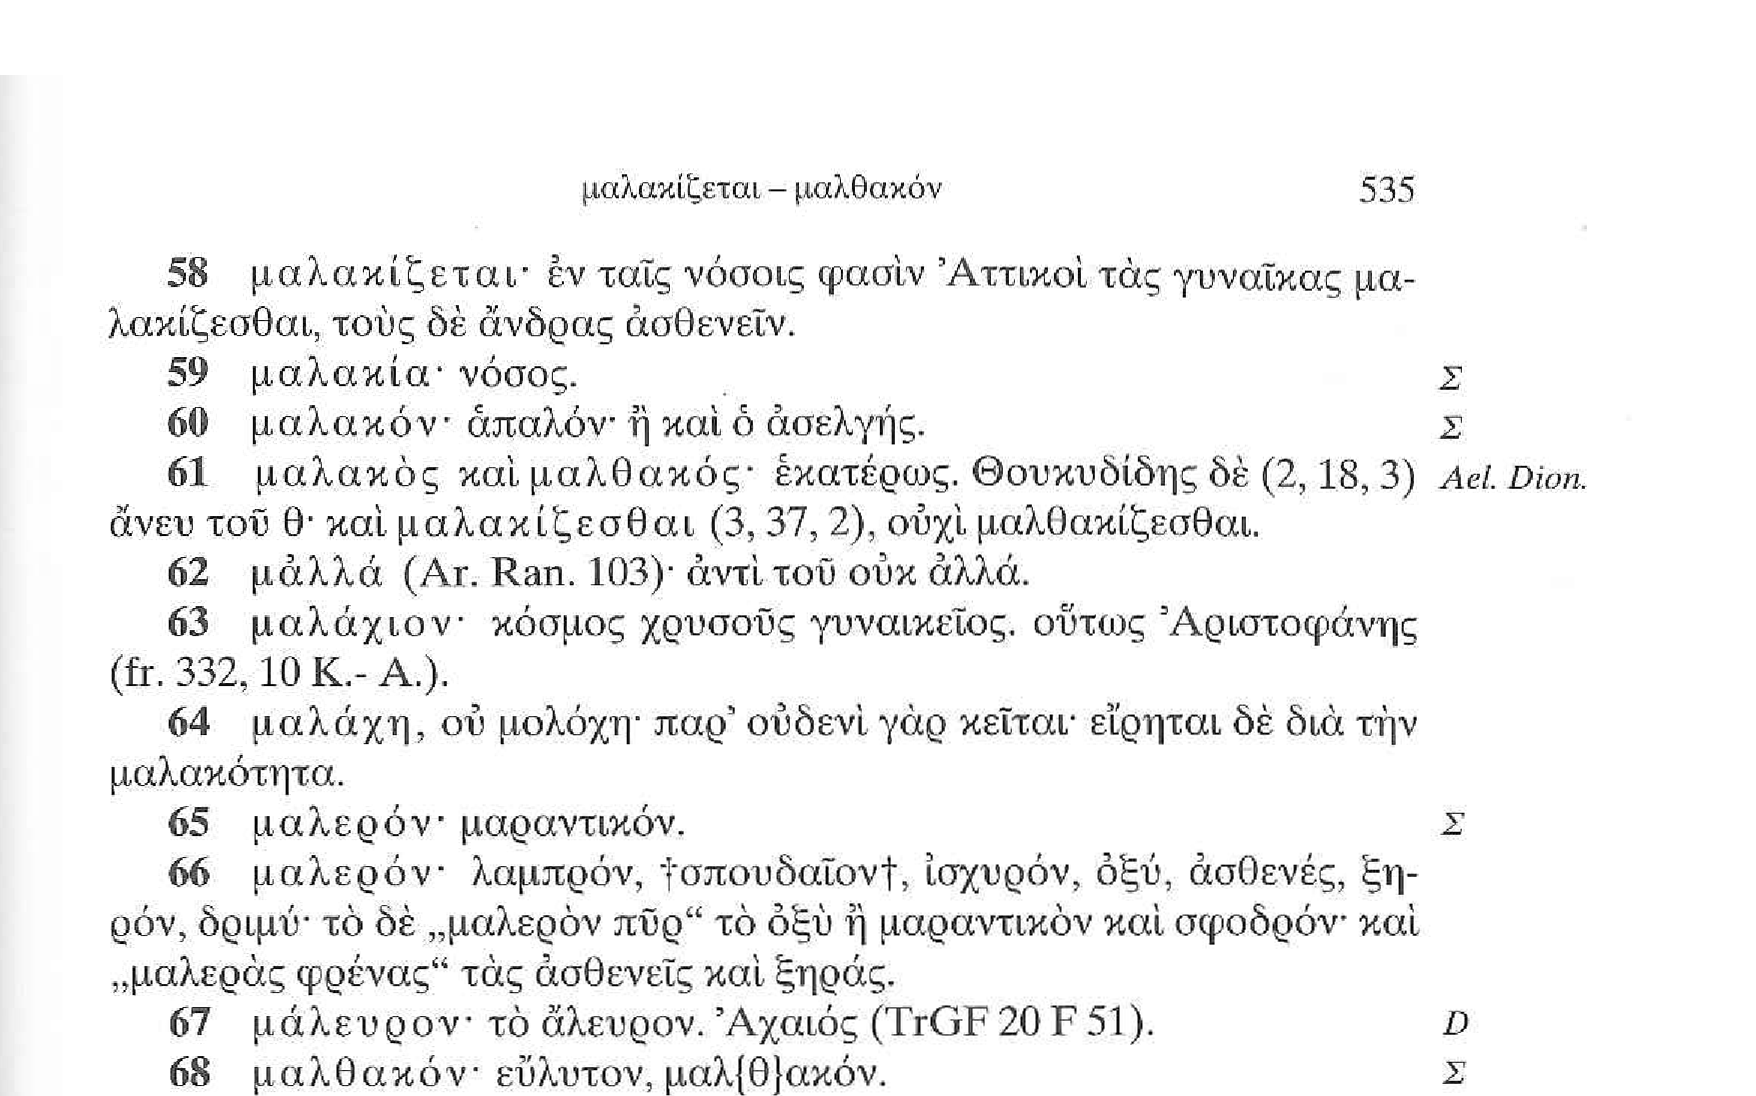 μαλακίζεται – μαλθακόν 535
58 μαλακίζεται· ἐν ταῖς νόσοις φασὶν Ἀττικοὶ τὰς γυναῖκας μα-
λακίζεσθαι, τοὺς δὲ ἄνδρας ἀσθενεῖν.
59 μαλακία· νόσος. Σ
60 μαλακόν· ἁπαλόν· ἢ καὶ ὁ ἀσελγής. Σ
61 μαλακὸς καὶ μαλθακός· ἑκατέρως. Θουκυδίδης δὲ (2, 18, 3) Ael. Dion.
ἄνευ τοῦ θ· καὶ μαλακίζεσθαι (3, 37, 2), οὐχὶ μαλθακίζεσθαι.
62 μἀλλά (Ar. Ran. 103)· ἀντὶ τοῦ οὐκ ἀλλά.
63 μαλάχιον· κόσμος χρυσοῦς γυναικεῖος. οὕτως Ἀριστοφάνης
(fr. 332, 10 K.- A.).
64 μαλάχη, οὐ μολόχη· παρ’ οὐδενὶ γὰρ κεῖται· εἴρηται δὲ διὰ τὴν
μαλακότητα.
65 μαλερόν· μαραντικόν. Σ
66 μαλερόν· λαμπρόν, †σπουδαῖον†, ἰσχυρόν, ὀξύ, ἀσθενές, ξη-
ρόν, δριμύ· τὸ δὲ „μαλερὸν πῦρ“ τὸ ὀξὺ ἢ μαραντικὸν καὶ σφοδρόν· καὶ
„μαλερὰς φρένας“ τὰς ἀσθενεῖς καὶ ξηράς.
67 μάλευρον· τὸ ἄλευρον. Ἀχαιός (TrGF 20 F 51). D
68 μαλθακόν· εὔλυτον, μαλ{θ}ακόν. Σ